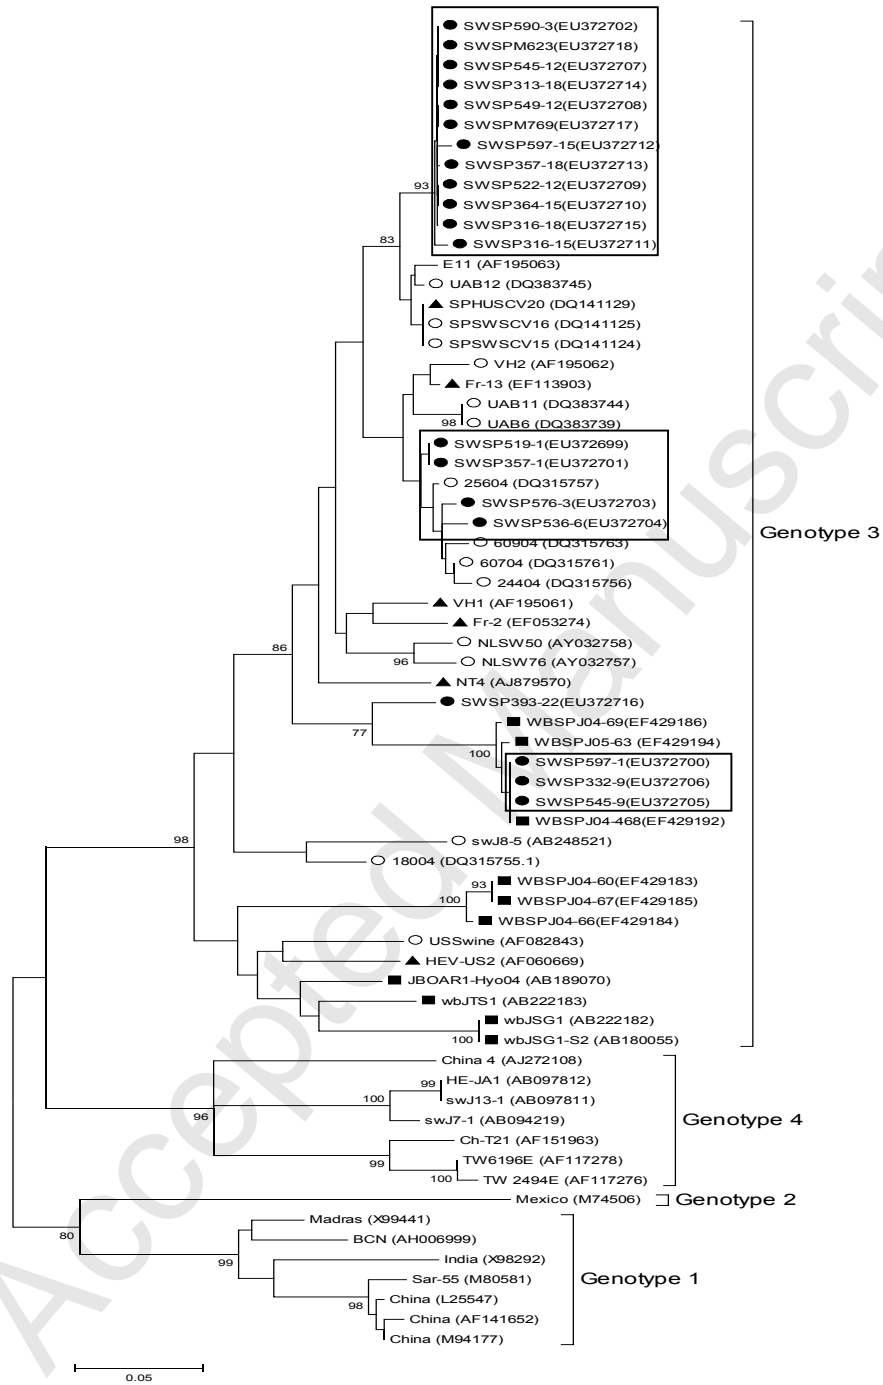 SWSP590-3(EU372702)
SWSPM623(EU372718)
SWSP545-12(EU372707)
SWSP313-18(EU372714)
SWSP549-12(EU372708)
SWSPM769(EU372717)
SWSP597-15(EU372712)
SWSP357-18(EU372713)
93
SWSP522-12(EU372709)
SWSP364-15(EU372710)
SWSP316-18(EU372715)
83
SWSP316-15(EU372711)
E11 (AF195063)
UAB12 (DQ383745)
SPHUSCV20 (DQ141129)
SPSWSCV16 (DQ141125)
SPSWSCV15 (DQ141124)
VH2 (AF195062)
Fr-13 (EF113903)
UAB11 (DQ383744)
98
UAB6 (DQ383739)
SWSP519-1(EU372699)
SWSP357-1(EU372701)
25604 (DQ315757)
SWSP576-3(EU372703)
SWSP536-6(EU372704)
Genotype 3
60904 (DQ315763)
60704 (DQ315761)
24404 (DQ315756)
VH1 (AF195061)
Fr-2 (EF053274)
NLSW50 (AY032758)
86
96
NLSW76 (AY032757)
NT4 (AJ879570)
SWSP393-22(EU372716)
WBSPJ04-69(EF429186)
77
WBSPJ05-63 (EF429194)
100
SWSP597-1(EU372700)
SWSP332-9(EU372706)
SWSP545-9(EU372705)
WBSPJ04-468(EF429192)
98
swJ8-5 (AB248521)
18004 (DQ315755.1)
93
WBSPJ04-60(EF429183)
100
WBSPJ04-67(EF429185)
WBSPJ04-66(EF429184)
USSwine (AF082843)
HEV-US2 (AF060669)
JBOAR1-Hyo04 (AB189070)
wbJTS1 (AB222183)
wbJSG1 (AB222182)
100
wbJSG1-S2 (AB180055)
China 4 (AJ272108)
99
HE-JA1 (AB097812)
100
swJ13-1 (AB097811)
96
swJ7-1 (AB094219)
Genotype 4
Ch-T21 (AF151963)
99
TW6196E (AF117278)
100
TW 2494E (AF117276)
Mexico (M74506)
Genotype 2
Madras (X99441)
80
BCN (AH006999)
99
India (X98292)
Sar-55 (M80581)
Genotype 1
China (L25547)
98
China (AF141652)
China (M94177)
0.05
Accepted Manuscript